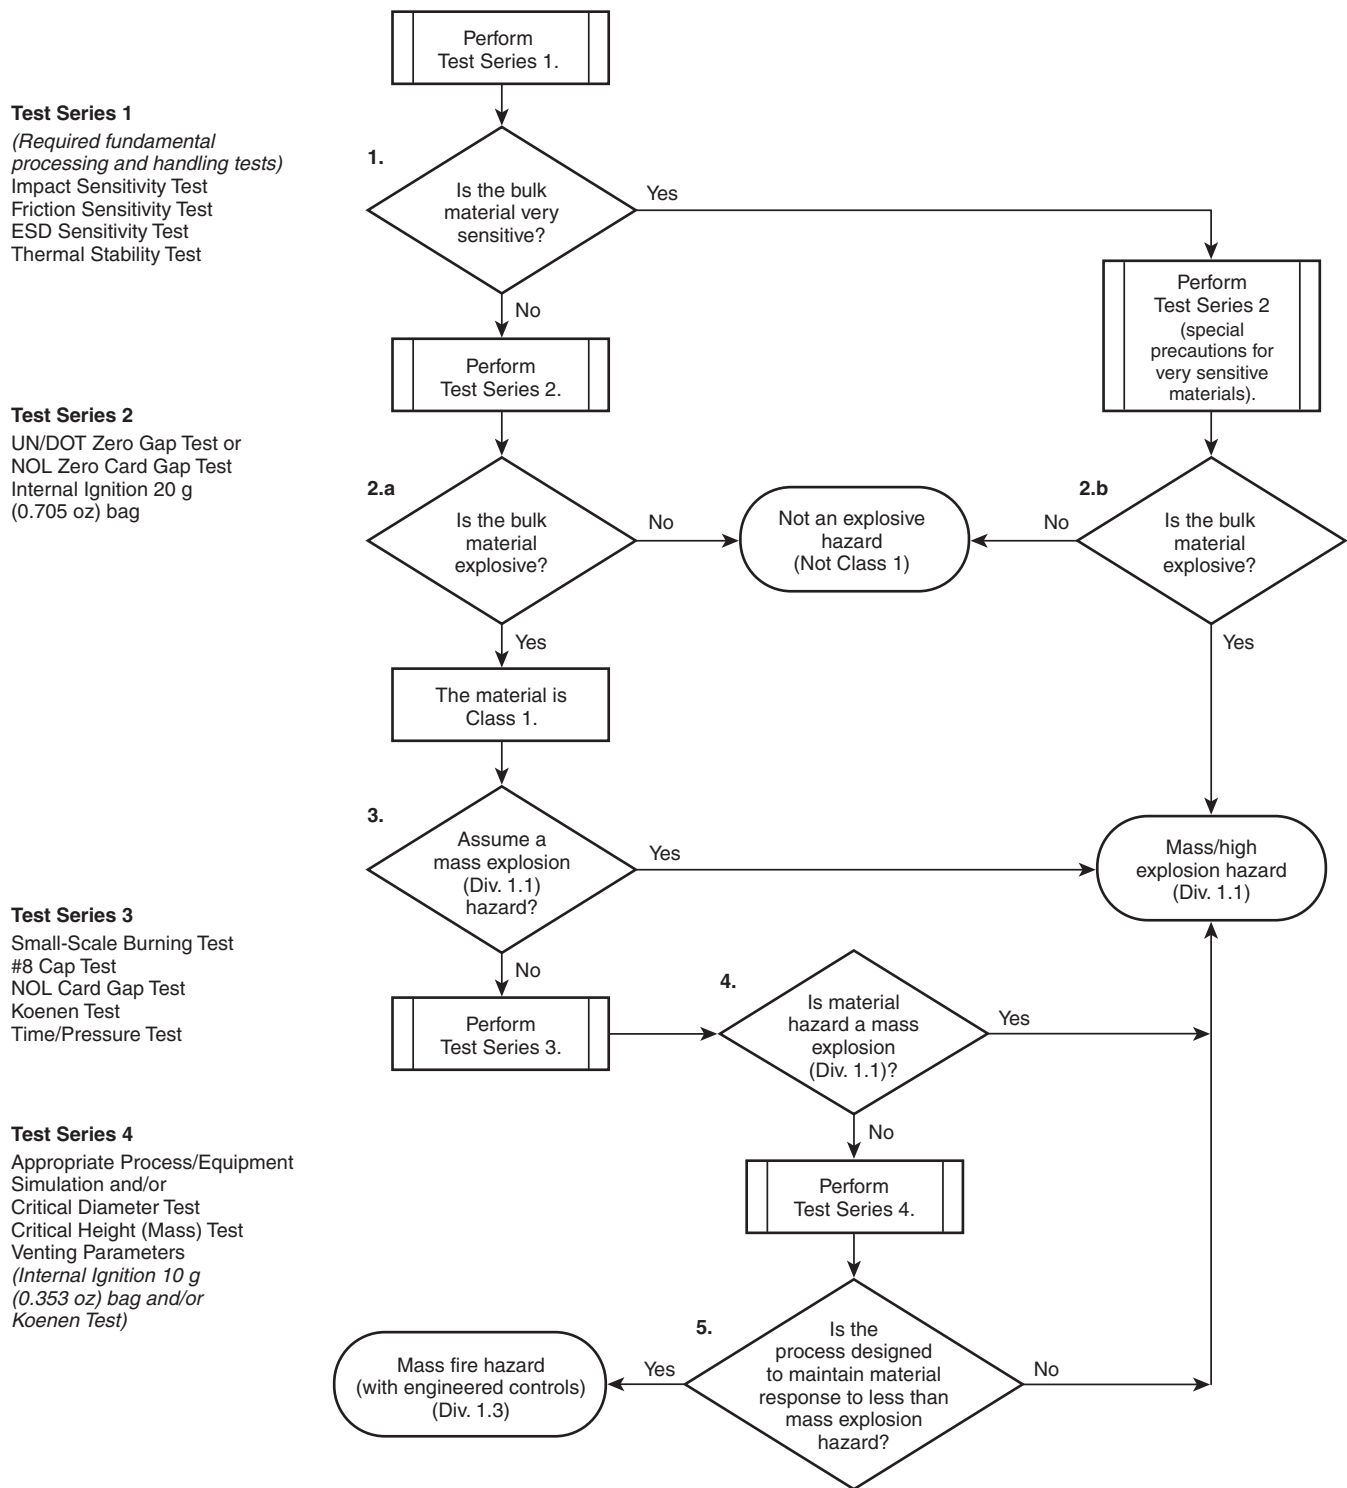 Perform
Test Series 1.
Test Series 1
(Required fundamental
processing and handling tests)
Impact Sensitivity Test
Friction Sensitivity Test
ESD Sensitivity Test
Thermal Stability Test
1.
Is the bulk
material very
sensitive?
Yes
No
Perform
Test Series 2
(special
precautions for
very sensitive
materials).
Perform
Test Series 2.
Test Series 2
UN/DOT Zero Gap Test or
NOL Zero Card Gap Test
Internal Ignition 20 g
(0.705 oz) bag
2.a
Is the bulk
material
explosive?
No
Yes
Not an explosive
hazard
(Not Class 1)
2.b
No
Is the bulk
material
explosive?
Yes
The material is
Class 1.
3.
Assume a
mass explosion
(Div. 1.1)
hazard?
Yes
No
Mass/high
explosion hazard
(Div. 1.1)
Test Series 3
Small-Scale Burning Test
#8 Cap Test
NOL Card Gap Test
Koenen Test
Time/Pressure Test
Perform
Test Series 3.
4.
Is material
hazard a mass
explosion
(Div. 1.1)?
Yes
No
Test Series 4
Appropriate Process/Equipment
Simulation and/or
Critical Diameter Test
Critical Height (Mass) Test
Venting Parameters
(Internal Ignition 10 g
(0.353 oz) bag and/or
Koenen Test)
Perform
Test Series 4.
5.
Is the
process designed
to maintain material
response to less than
mass explosion
hazard?
Yes
No
Mass fire hazard
(with engineered controls)
(Div. 1.3)